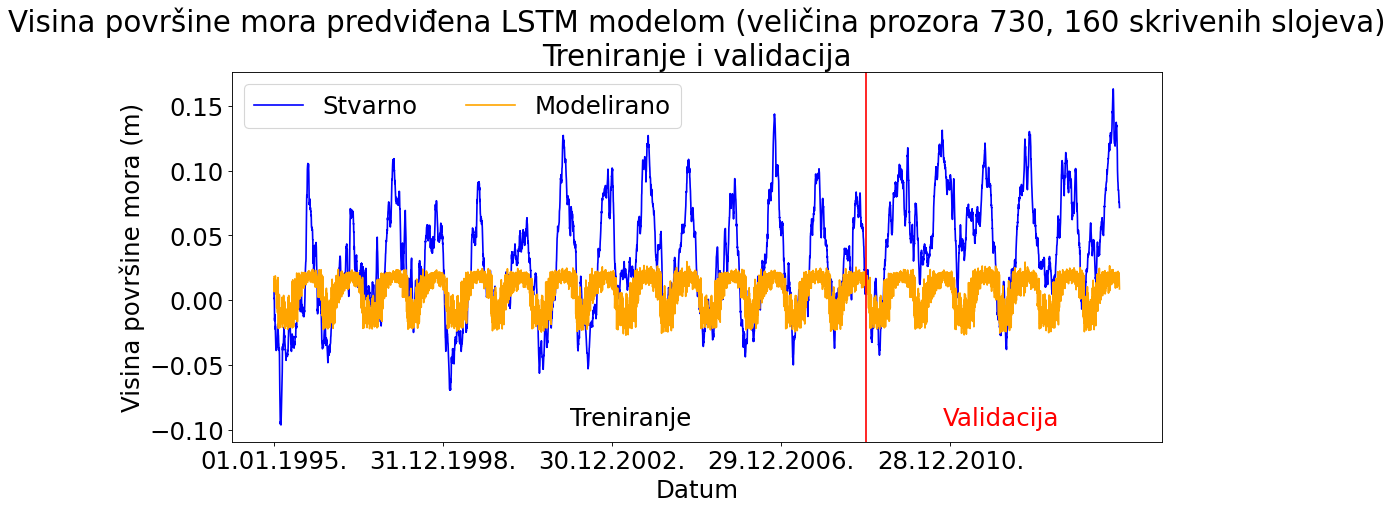 Visina površine mora predviđena LSTM modelom (veličina prozora 730, 160 skrivenih slojeva)
Treniranje i validacija
Stvarno
Modelirano
Visina površine mora (m)
0.15
0.10
0.05
0.00
−0.05
−0.10
Treniranje
Validacija
01.01.1995.
31.12.1998.
30.12.2002.
29.12.2006.
28.12.2010.
Datum